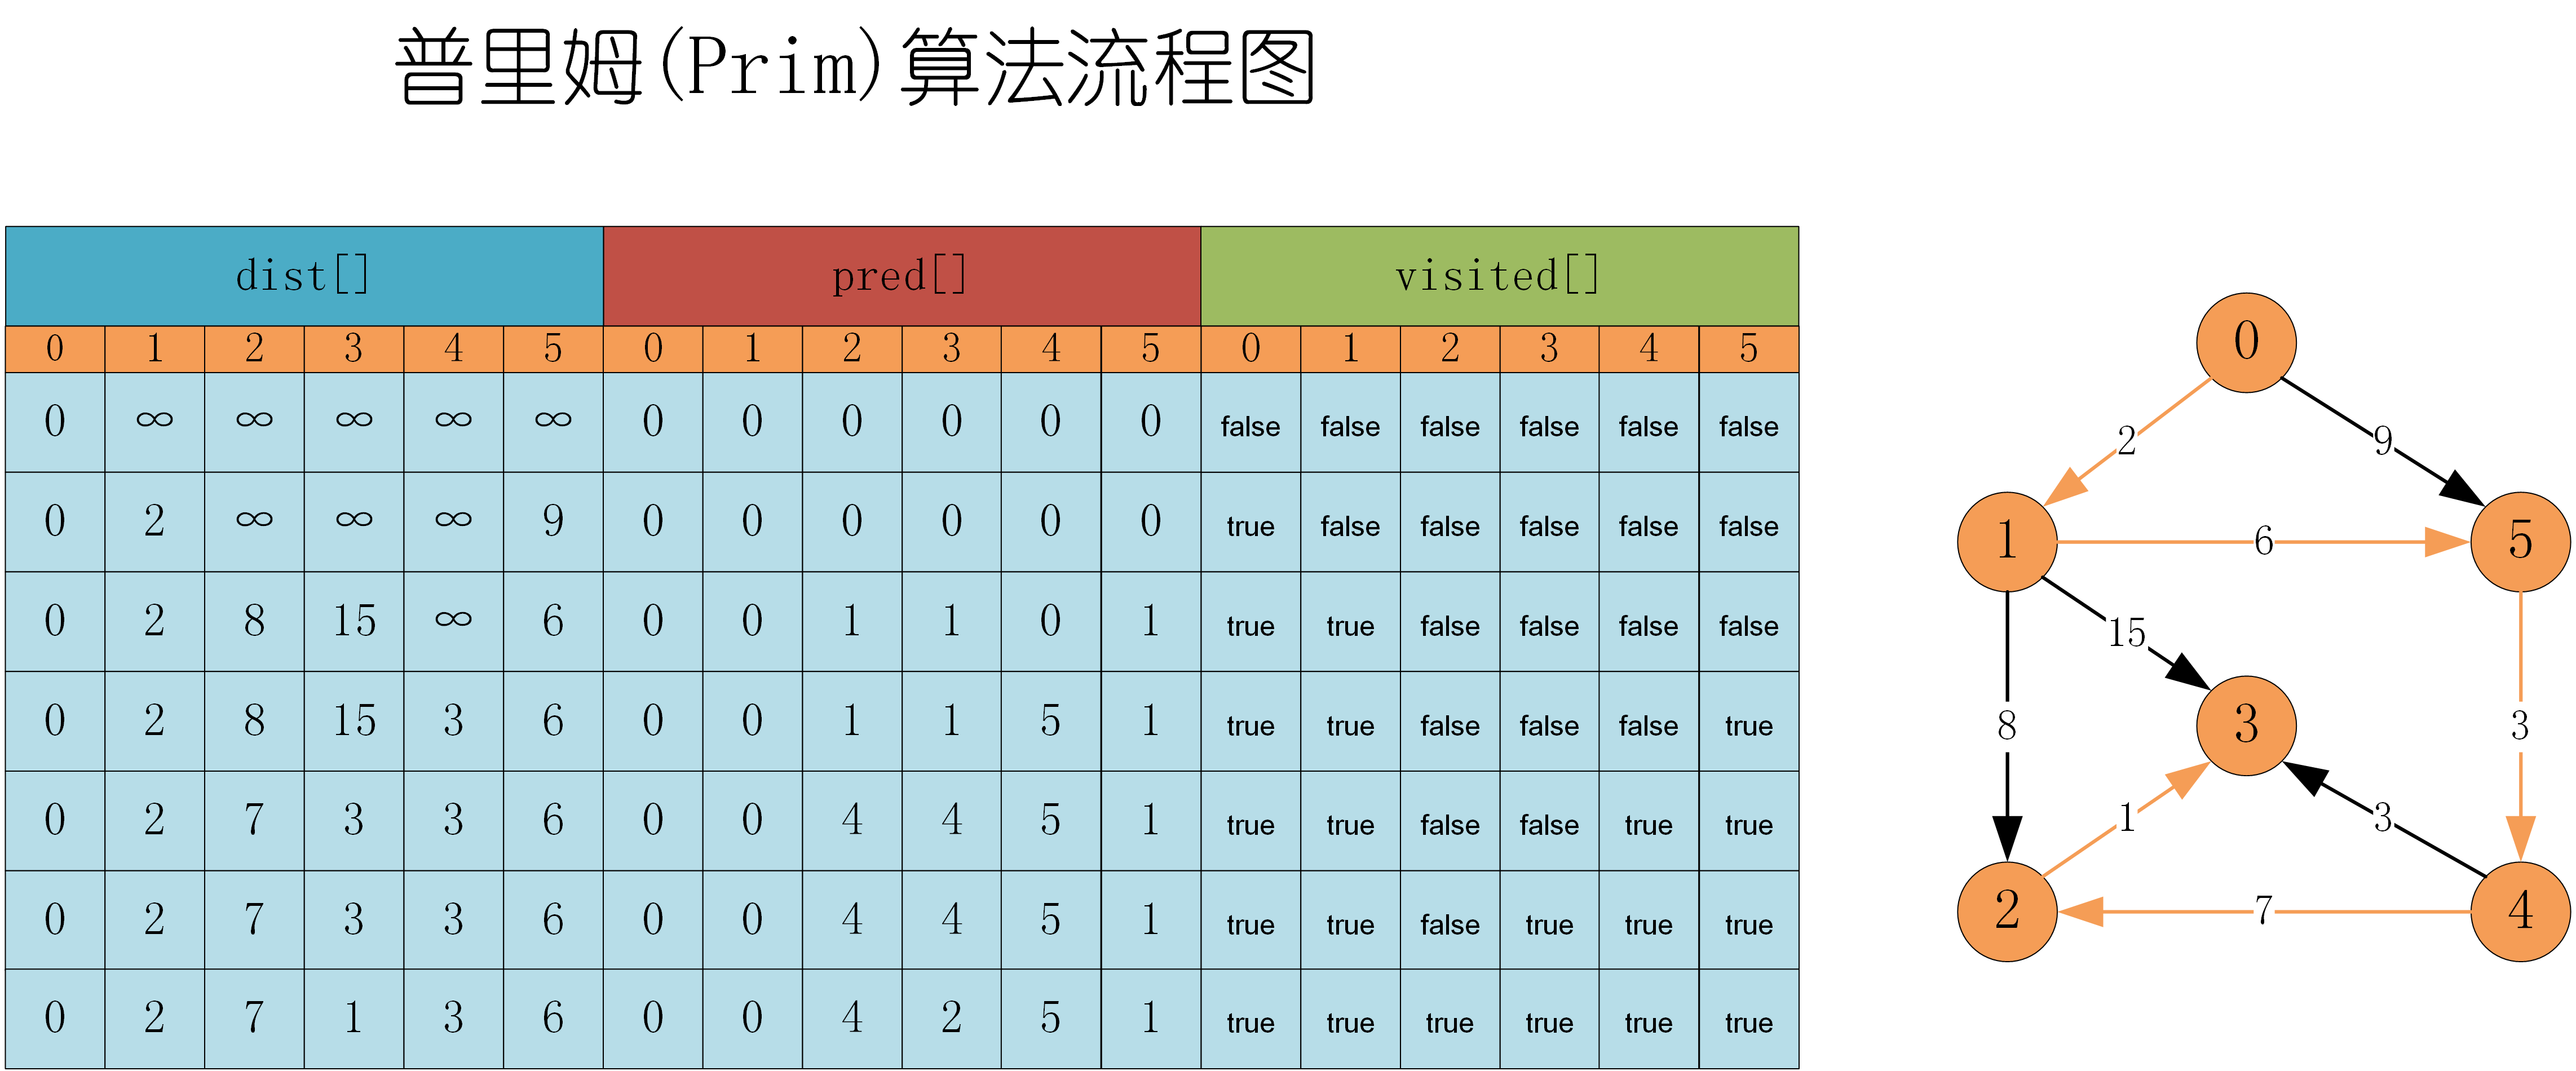 普里姆(Prim)算法流程图
dist[] pred[] visited[]
0 1 2 3 4 5 0 1 2 3 4 5 0 1 2 3 4 5
0 ∞ ∞ ∞ ∞ ∞ 0 0 0 0 0 0 false false false false false false
0 2 ∞ ∞ ∞ 9 0 0 0 0 0 0 true false false false false false
0 2 8 15 ∞ 6 0 0 1 1 0 1 true true false false false false
0 2 8 15 3 6 0 0 1 1 5 1 true true false false false true
0 2 7 3 3 6 0 0 4 4 5 1 true true false false true true
0 2 7 3 3 6 0 0 4 4 5 1 true true false true true true
0 2 7 1 3 6 0 0 4 2 5 1 true true true true true true
0
2 9
1 6 5
15
8 3 3
1 3
2 7 4